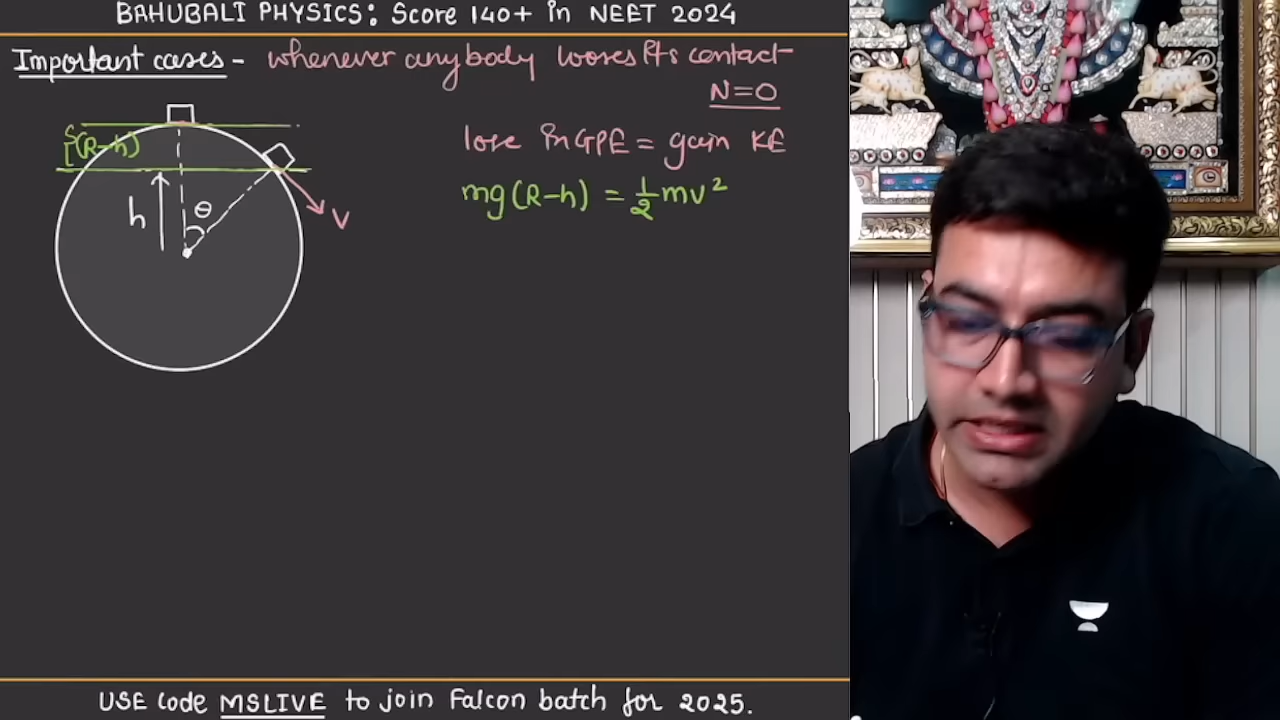 BAHUBALI PHYSICS: Score 140+ in NEET 2024
Important cases - whenever any body looses its contact
N=0
lose in GPE = gain KE
mg(R-h) = 1/2 mv²
(R-h)
h
θ
v
USE Code MSLIVE to join Falcon batch for 2025.